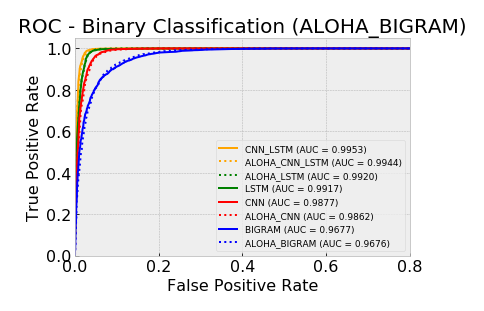 ROC - Binary Classification (ALOHA_BIGRAM)
True Positive Rate
1.0
0.8
0.6
0.4
0.2
0.0
CNN_LSTM (AUC = 0.9953)
ALOHA_CNN_LSTM (AUC = 0.9944)
ALOHA_LSTM (AUC = 0.9920)
LSTM (AUC = 0.9917)
CNN (AUC = 0.9877)
ALOHA_CNN (AUC = 0.9862)
BIGRAM (AUC = 0.9677)
ALOHA_BIGRAM (AUC = 0.9676)
0.0 0.2 0.4 0.6 0.8
False Positive Rate